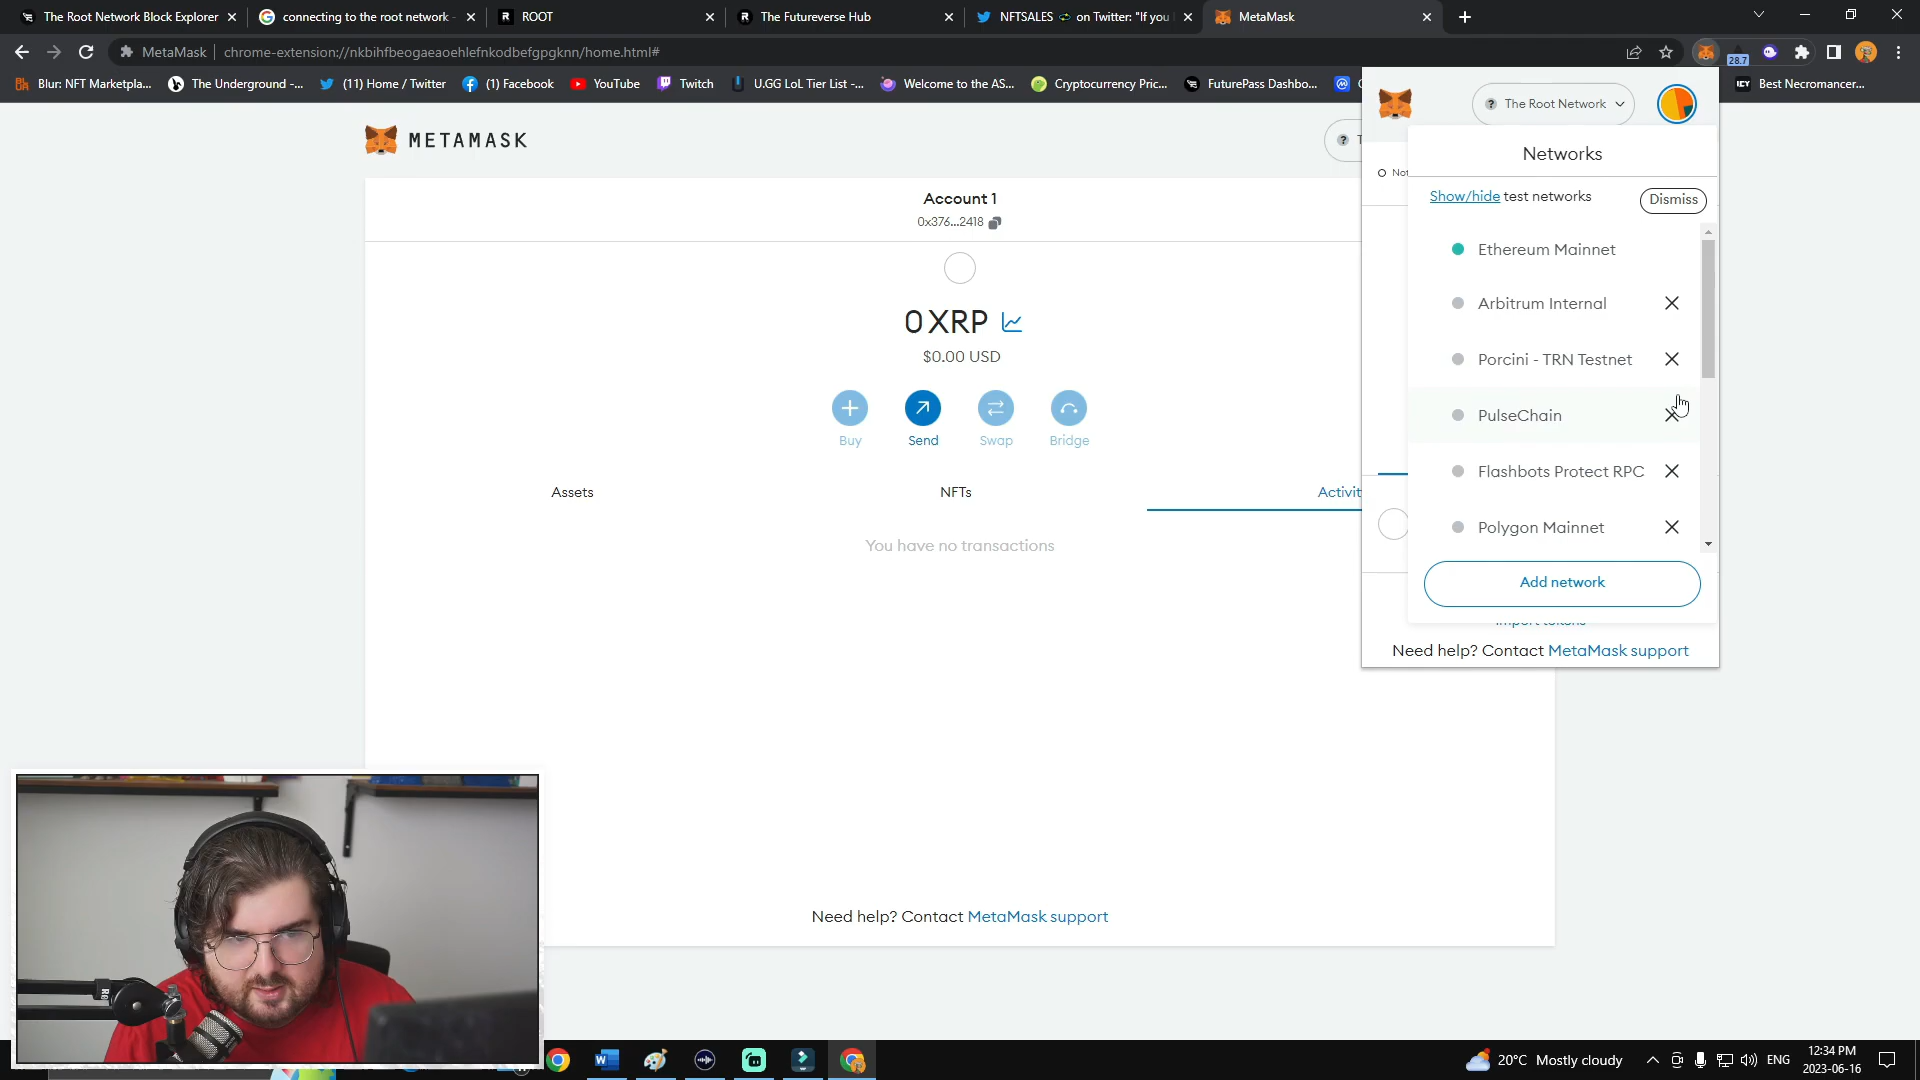 The Root Network Block Explorer
connecting to the root network
ROOT
The Futureverse Hub
NFTSALES on Twitter: "If you
MetaMask
MetaMask
chrome-extension://nkbihfbeogaeaoehlefnkodbefgpgknn/home.html#
28.7
Blur: NFT Marketpla...
The Underground -...
(11) Home / Twitter
(1) Facebook
YouTube
Twitch
U.GG LoL Tier List -...
Welcome to the AS...
Cryptocurrency Pric...
FuturePass Dashbo...
Best Necromancer...
METAMASK
Account 1
0x376...2418
0 XRP
$0.00 USD
Buy
Send
Swap
Bridge
Assets
NFTs
Activit
You have no transactions
Need help? Contact MetaMask support
The Root Network
Not
Networks
Show/hide test networks
Dismiss
Ethereum Mainnet
Arbitrum Internal
Porcini - TRN Testnet
PulseChain
Flashbots Protect RPC
Polygon Mainnet
Add network
Import tokens
Need help? Contact MetaMask support
20°C Mostly cloudy
ENG
12:34 PM
2023-06-16